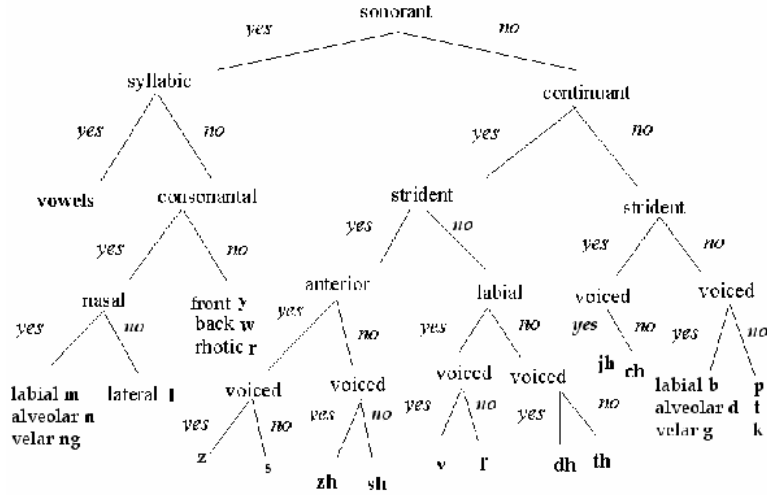 sonorant
yes no
syllabic
continuant
yes no yes no
vowels consonantal strident strident
yes no yes no yes no
nasal front y anterior labial voiced voiced
back w
rhotic r
yes no yes no yes no yes no yes no
jh ch
labial m lateral l voiced voiced voiced voiced labial b p
alveolar n alveolar d t
velar ng velar g k
yes no yes no yes no yes no
z s zh sh v f dh th